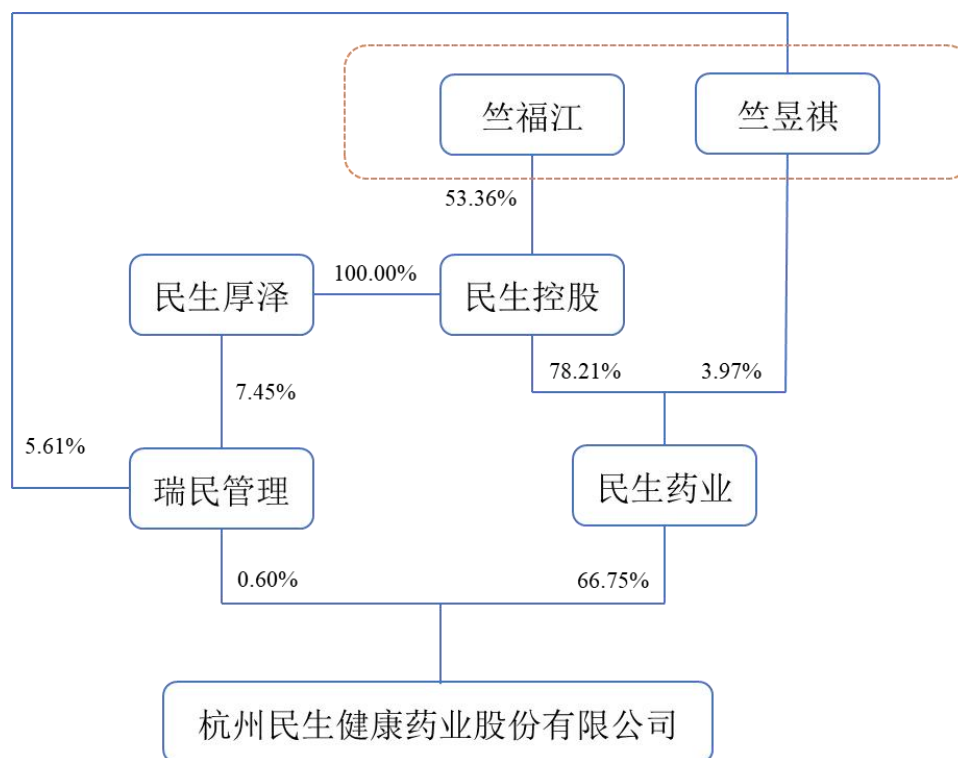 竺福江
竺昱祺
53.36%
民生厚泽
100.00%
民生控股
78.21%
3.97%
7.45%
5.61%
瑞民管理
民生药业
0.60%
66.75%
杭州民生健康药业股份有限公司